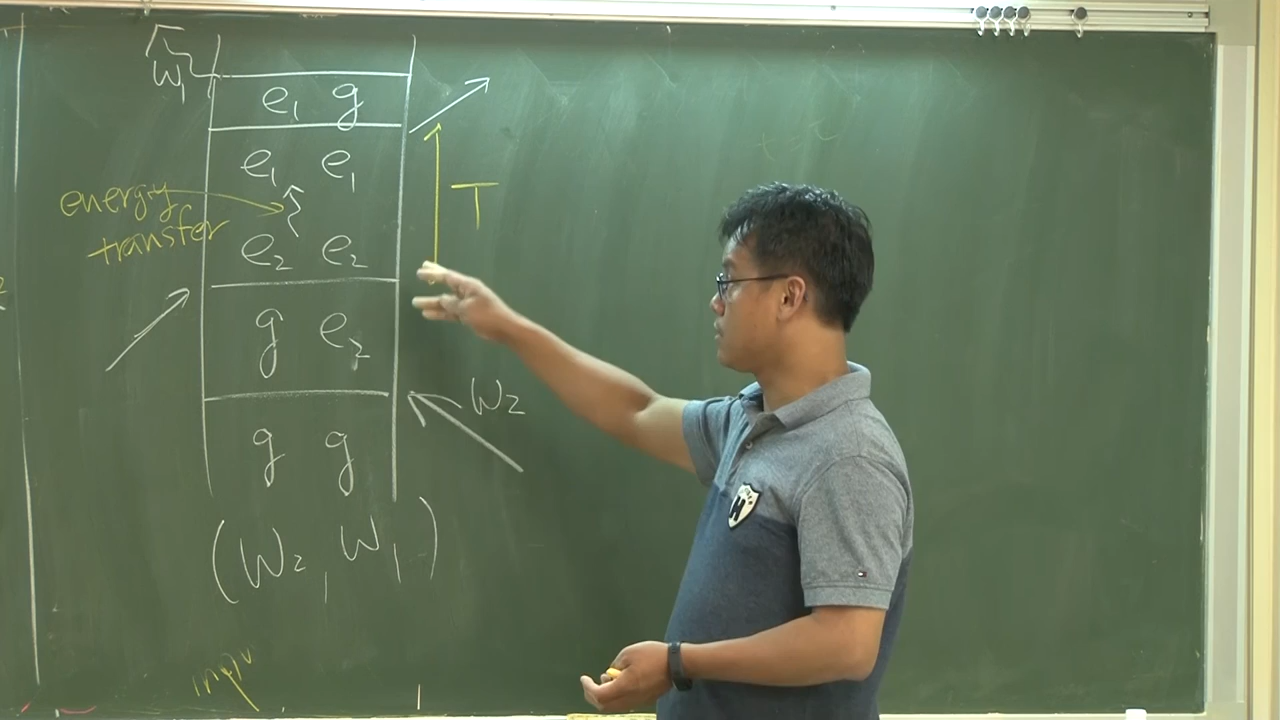 W₁
e₁ g
e₁ e₁
energy
transfer
T
e₂ e₂
g e₂
W₂
g g
(W₂, W₁)
H